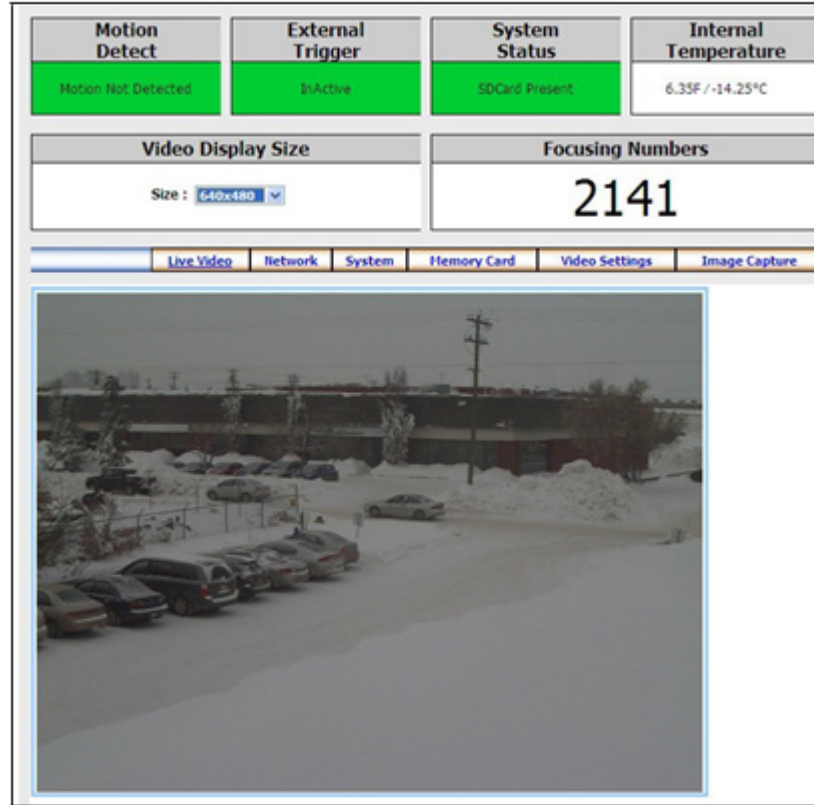 Motion
Detect
External
Trigger
System
Status
Internal
Temperature
Motion Not Detected
InActive
SDCard Present
6.35F / -14.25°C
Video Display Size
Focusing Numbers
Size : 640x480
2141
Live Video
Network
System
Memory Card
Video Settings
Image Capture